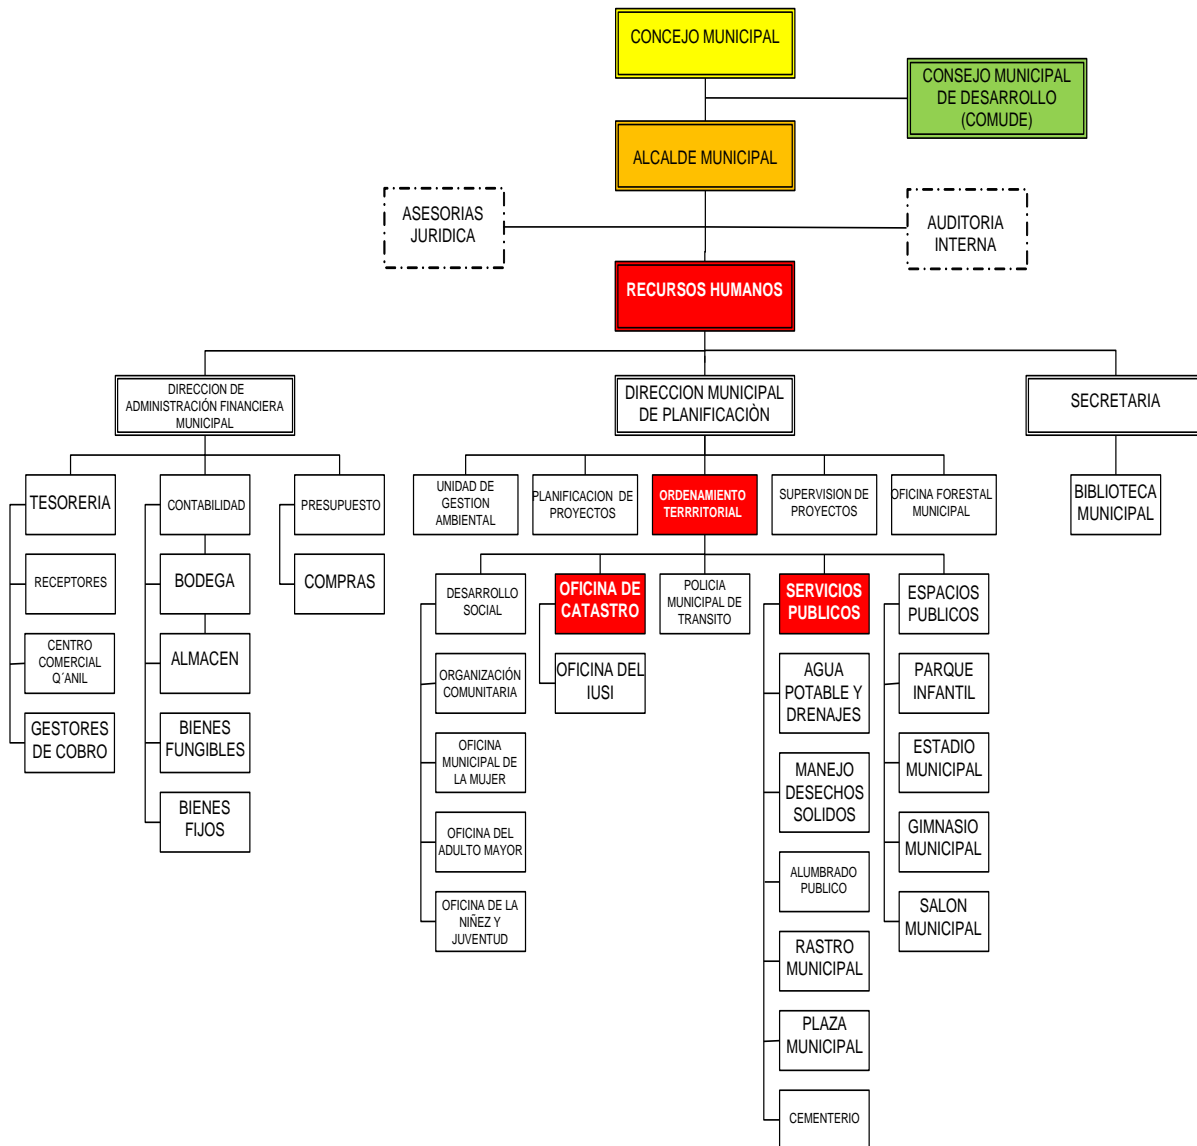 CONCEJO MUNICIPAL
CONSEJO MUNICIPAL
DE DESARROLLO
(COMUDE)
ALCALDE MUNICIPAL
ASESORIAS
JURIDICA
AUDITORIA
INTERNA
RECURSOS HUMANOS
DIRECCION DE
ADMINISTRACIÓN FINANCIERA
MUNICIPAL
DIRECCION MUNICIPAL
DE PLANIFICACIÒN
SECRETARIA
TESORERIA
CONTABILIDAD
PRESUPUESTO
UNIDAD DE
GESTION
AMBIENTAL
PLANIFICACION DE
PROYECTOS
ORDENAMIENTO
TERRRITORIAL
SUPERVISION DE
PROYECTOS
OFICINA FORESTAL
MUNICIPAL
BIBLIOTECA
MUNICIPAL
RECEPTORES
BODEGA
COMPRAS
DESARROLLO
SOCIAL
OFICINA DE
CATASTRO
POLICIA
MUNICIPAL DE
TRANSITO
SERVICIOS
PUBLICOS
ESPACIOS
PUBLICOS
CENTRO
COMERCIAL
Q´ANIL
ALMACEN
ORGANIZACIÓN
COMUNITARIA
OFICINA DEL
IUSI
AGUA
POTABLE Y
DRENAJES
PARQUE
INFANTIL
GESTORES
DE COBRO
BIENES
FUNGIBLES
OFICINA
MUNICIPAL DE
LA MUJER
MANEJO
DESECHOS
SOLIDOS
ESTADIO
MUNICIPAL
BIENES
FIJOS
OFICINA DEL
ADULTO MAYOR
ALUMBRADO
PUBLICO
GIMNASIO
MUNICIPAL
OFICINA DE LA
NIÑEZ Y
JUVENTUD
RASTRO
MUNICIPAL
SALON
MUNICIPAL
PLAZA
MUNICIPAL
CEMENTERIO